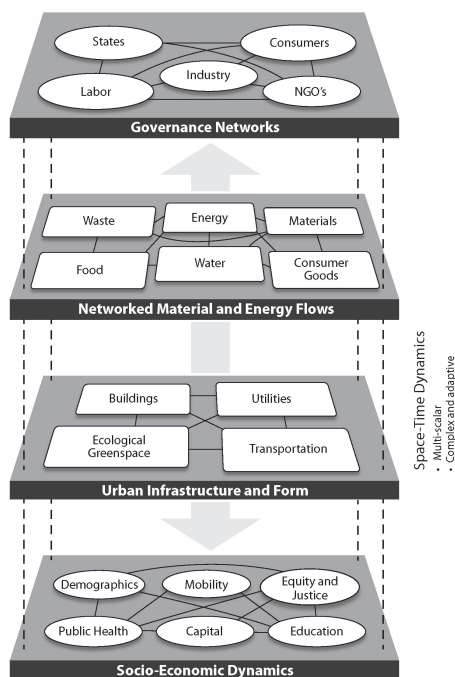 States
Consumers
Industry
Labor
NGO's
Governance Networks
Waste
Energy
Materials
Food
Water
Consumer
Goods
Networked Material and Energy Flows
Buildings
Utilities
Ecological
Greenspace
Transportation
Urban Infrastructure and Form
Demographics
Mobility
Equity and
Justice
Public Health
Capital
Education
Socio-Economic Dynamics
Space-Time Dynamics
• Multi-scalar
• Complex and adaptive